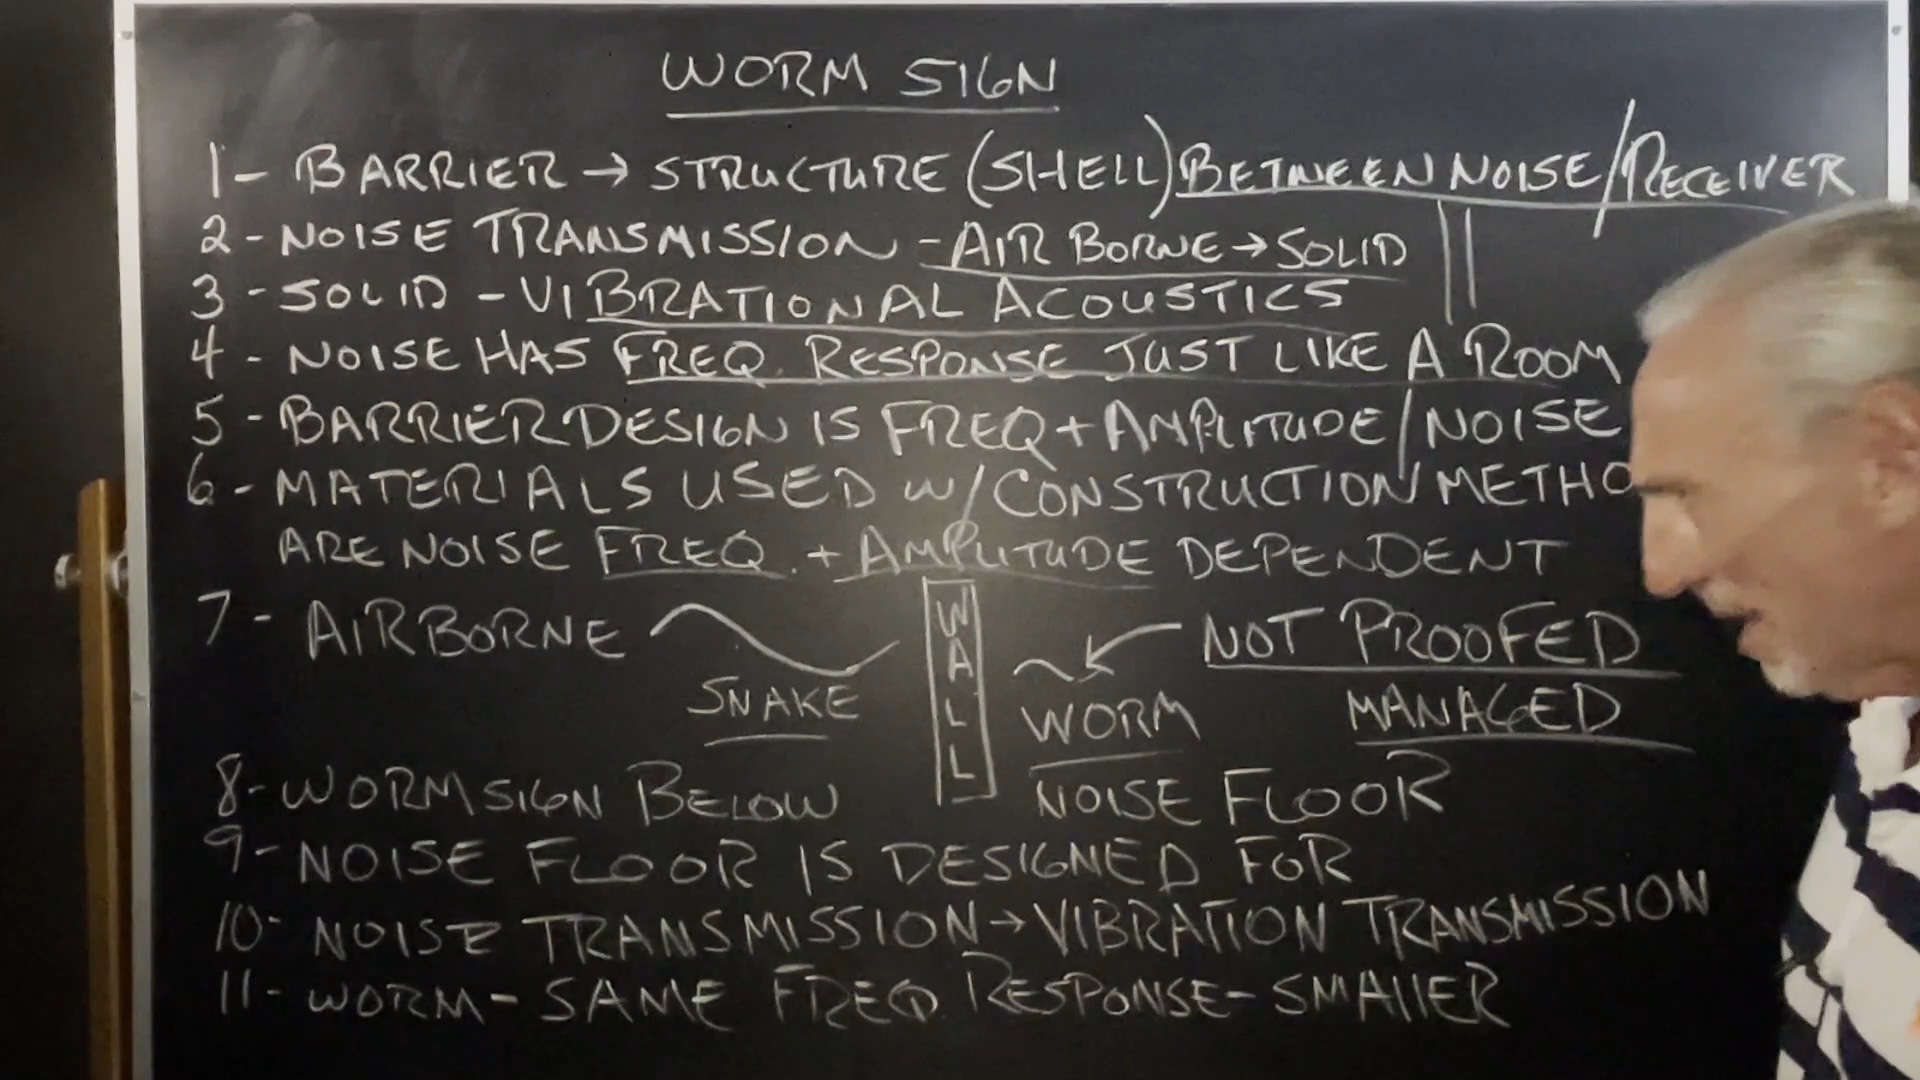 WORM SIGN
1- BARRIER → STRUCTURE (SHELL) BETWEEN NOISE/RECEIVER
2 - NOISE TRANSMISSION - AIR BORNE → SOLID
3 - SOLID - VIBRATIONAL ACOUSTICS
4 - NOISE HAS FREQ. RESPONSE JUST LIKE A ROOM
5 - BARRIER DESIGN IS FREQ + AMPLITUDE/NOISE
6 - MATERIALS USED W/CONSTRUCTION METHO
ARE NOISE FREQ. + AMPLITUDE DEPENDENT
7 - AIRBORNE WALL NOT PROOFED
SNAKE WORM MANAGED
8- WORM SIGN BELOW NOISE FLOOR
9- NOISE FLOOR IS DESIGNED FOR
10- NOISE TRANSMISSION → VIBRATION TRANSMISSION
11- WORM - SAME FREQ. RESPONSE - SMALLER